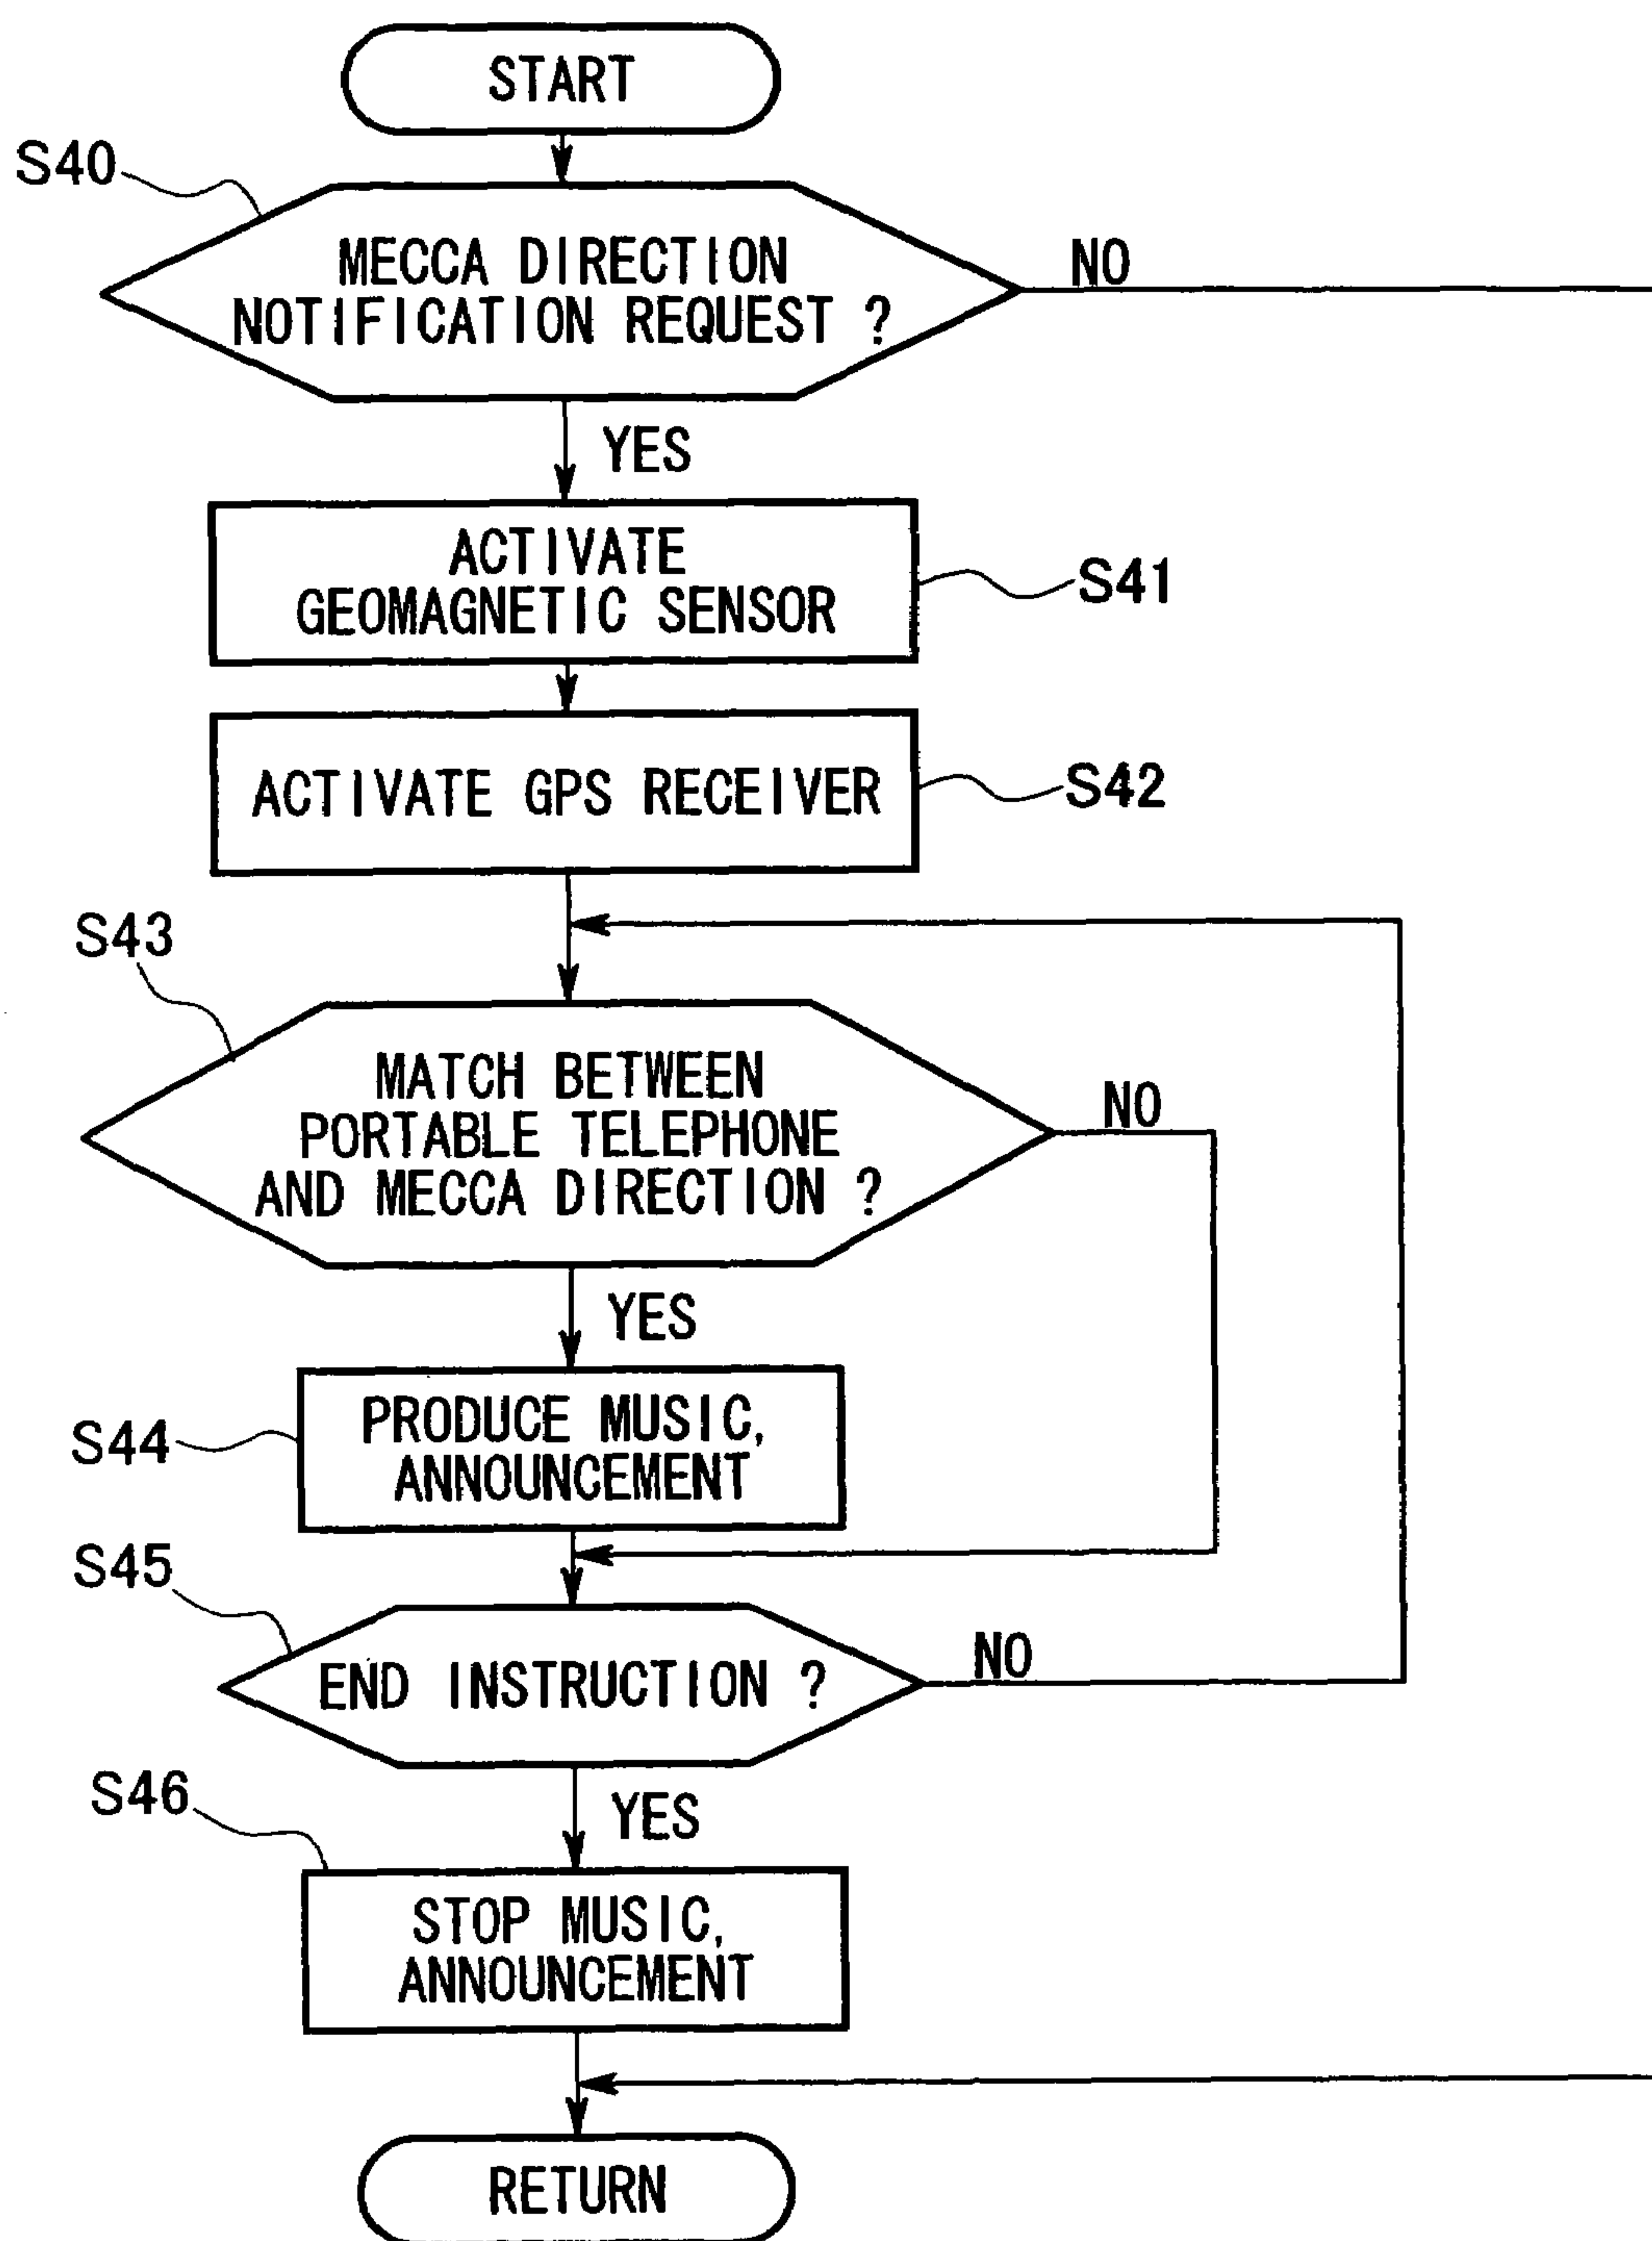 START
S40
MECCA DIRECTION
NOTIFICATION REQUEST ?
NO
YES
ACTIVATE
GEOMAGNETIC SENSOR
S41
ACTIVATE GPS RECEIVER
S42
S43
MATCH BETWEEN
PORTABLE TELEPHONE
AND MECCA DIRECTION ?
NO
YES
S44
PRODUCE MUSIC,
ANNOUNCEMENT
S45
END INSTRUCTION ?
NO
YES
S46
STOP MUSIC,
ANNOUNCEMENT
RETURN